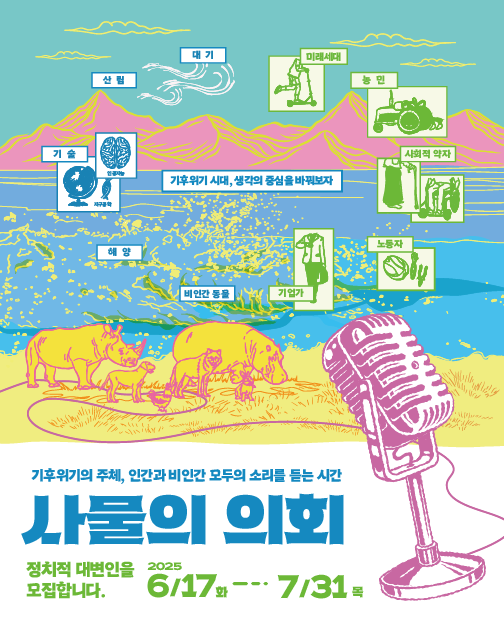 대기
미래세대
산림
농민
기술
인공지능
지구공학
사회적 약자
기후위기 시대, 생각의 중심을 바꿔보자
해양
노동자
비인간 동물
기업가
기후위기의 주체, 인간과 비인간 모두의 소리를 듣는 시간
사물의 의회
정치적 대변인을
모집합니다.
2025
6/17화 --· 7/31목